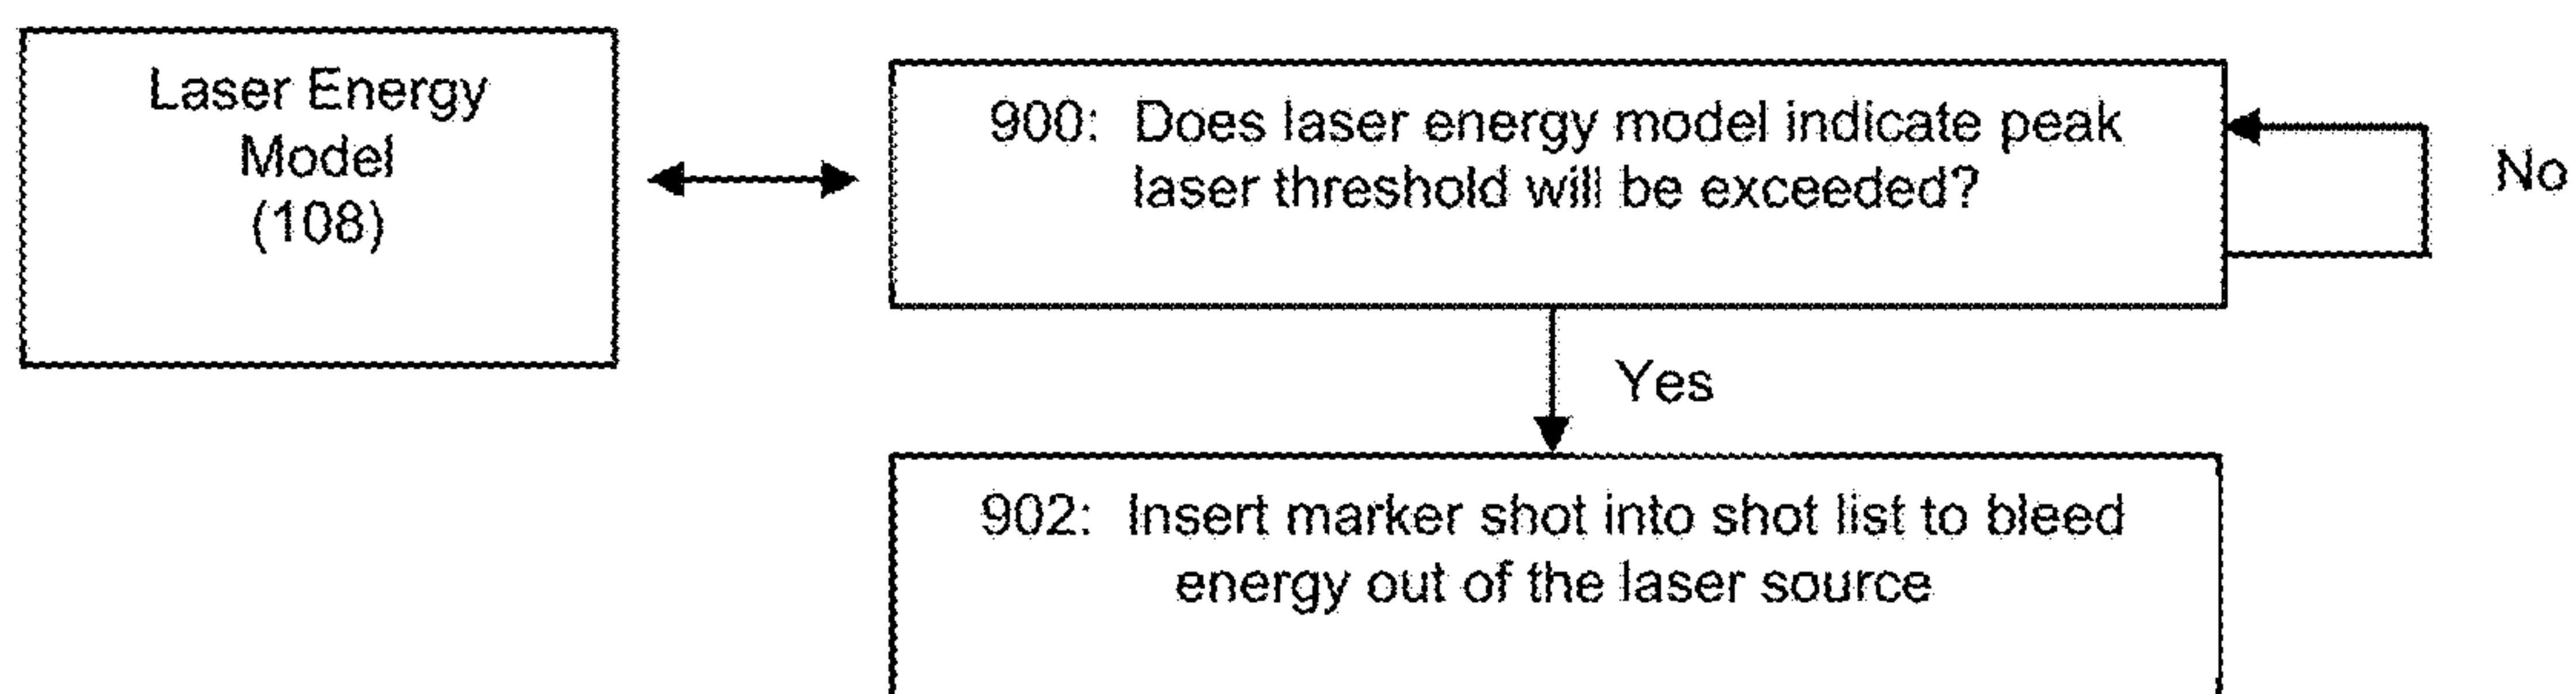 Laser Energy
Model
(108)
900: Does laser energy model indicate peak
laser threshold will be exceeded?
No
Yes
902: Insert marker shot into shot list to bleed
energy out of the laser source